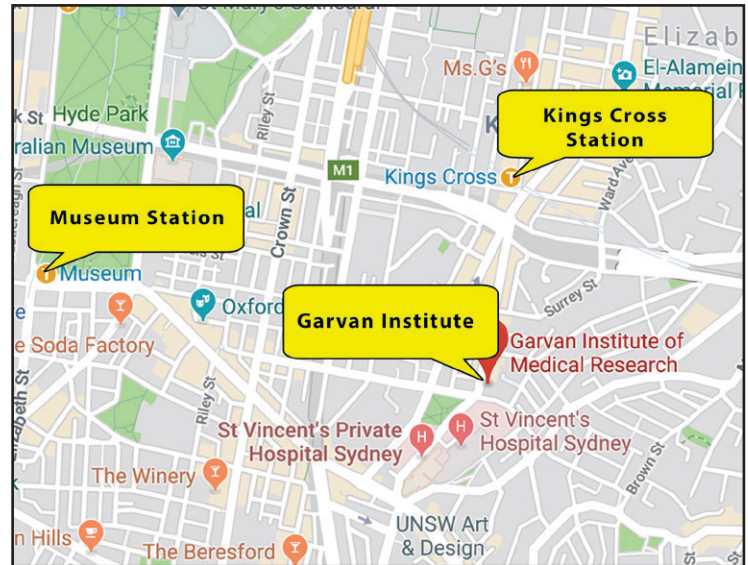 St Mary's Cathedral
Elizab
Ms.G's
El-Alamein
Memorial F
Kings Cross
Station
K
k St
Hyde Park
Riley St
ralian Museum
M1
Kings Cross
Ward Ave
Crown St
Museum Station
al
Museum
Oxford
Surrey St
Garvan Institute
Garvan Institute of
Medical Research
e
e Soda Factory
Elizabeth St
Riley St
St Vincent's Private
Hospital Sydney
St Vincent's
Hospital Sydney
H
H
The Winery
Brown St
k
UNSW Art
& Design
n Hills
The Beresford